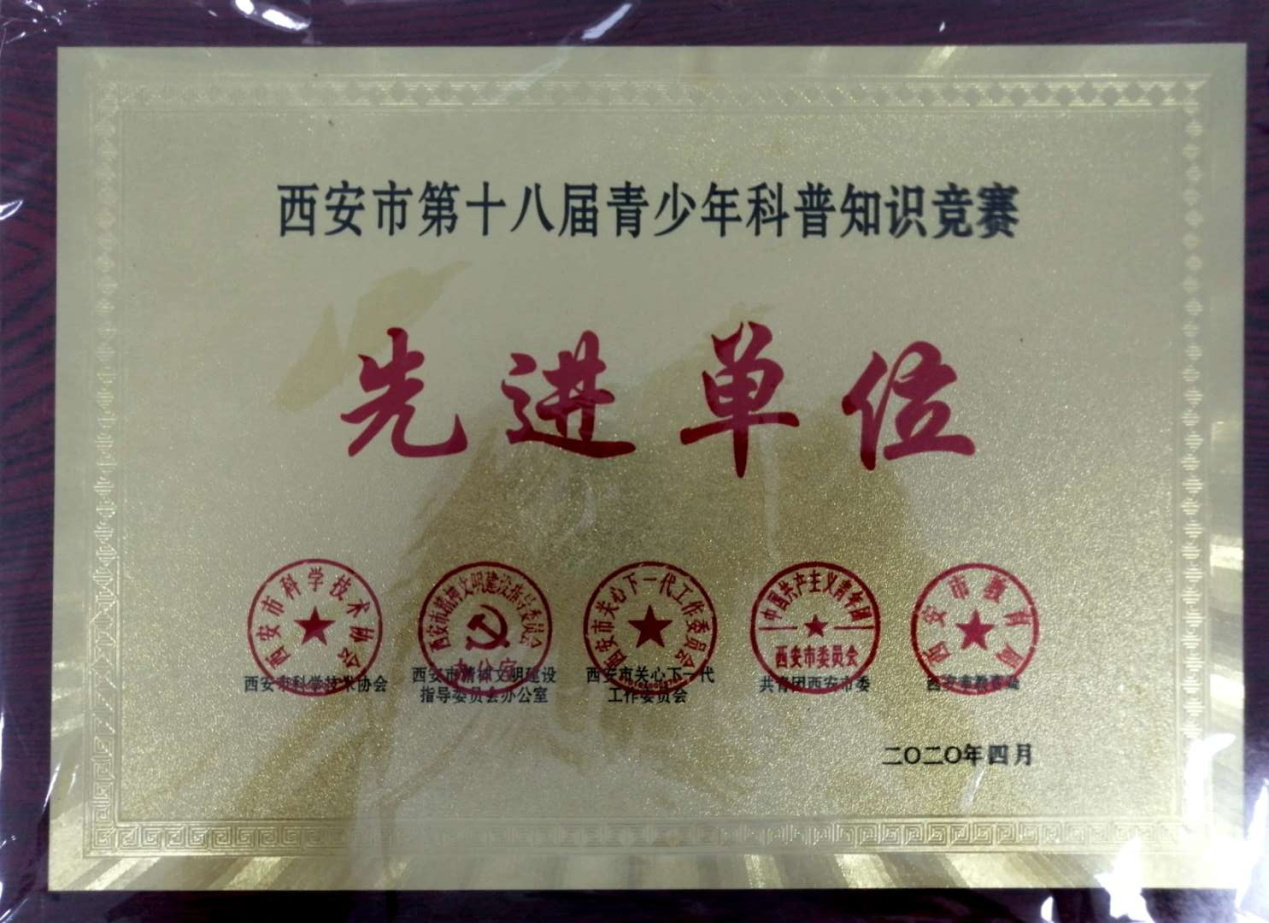 西安市第十八届青少年科普知识竞赛
先进单位
西安市科学技术协会
西安市精神文明建设指导委员会
办公室
西安市关心下一代工作委员会
中国共产主义青年团
西安市委员会
西安市教育局
西安市科学技术协会
西安市精神文明建设
指导委员会办公室
西安市关心下一代
工作委员会
共青团西安市委
西安市教育局
二〇二〇年四月